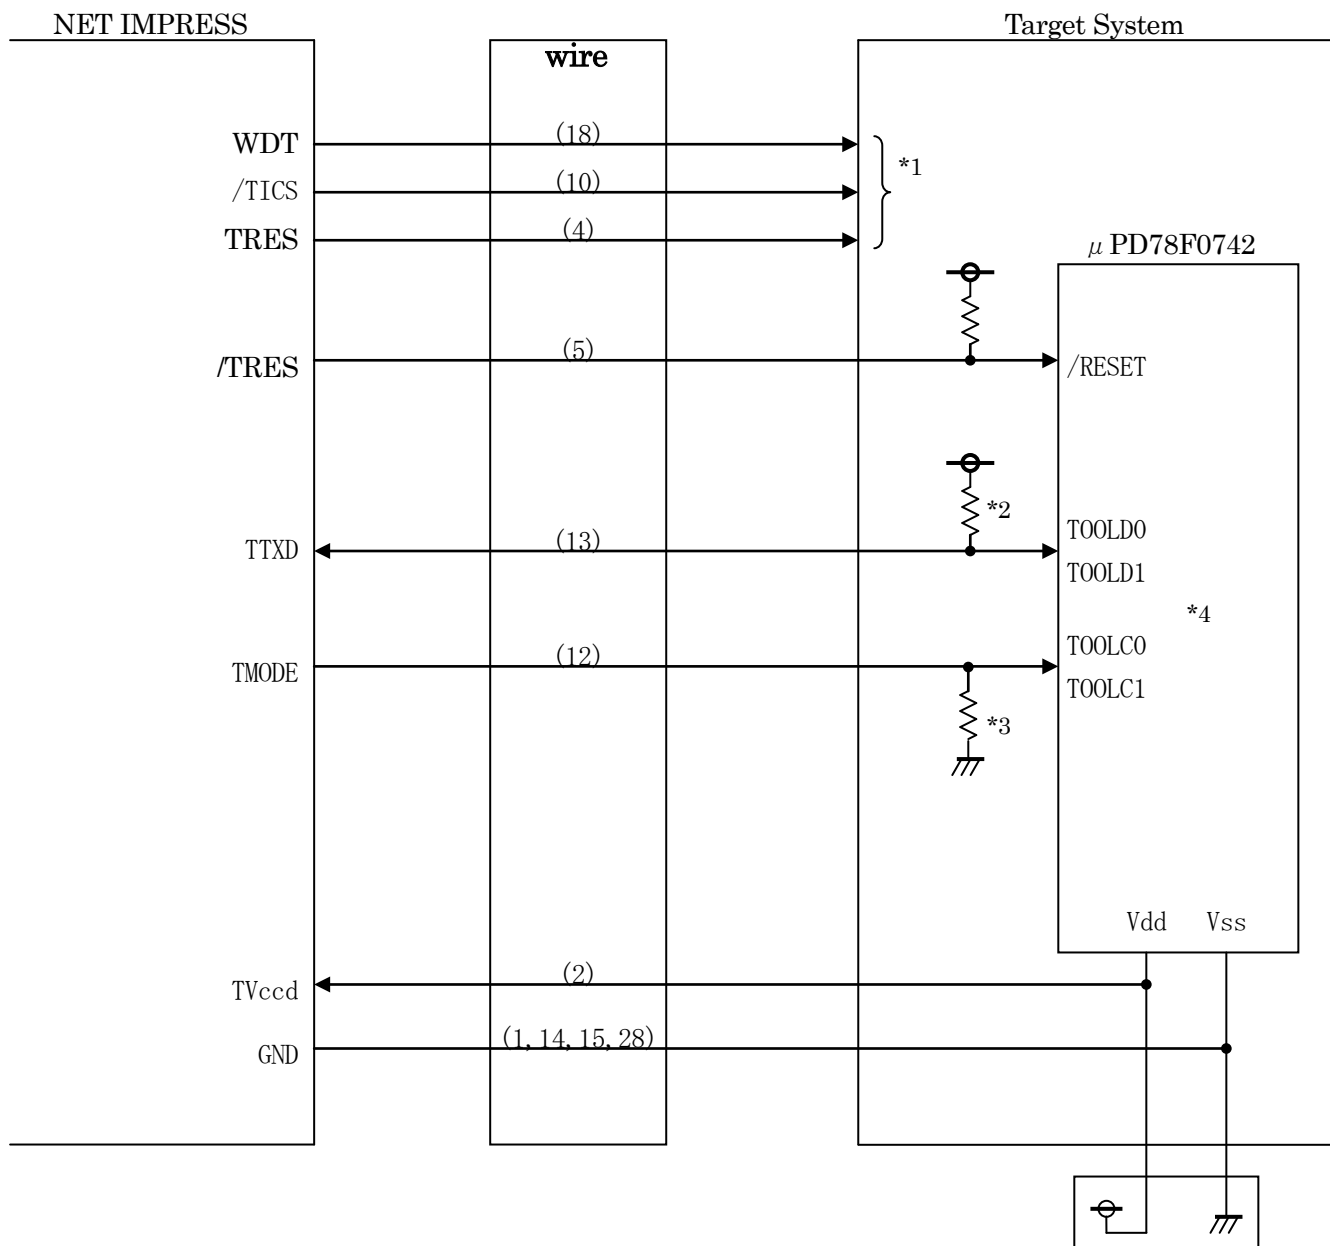 NET IMPRESS
Target System
wire
WDT
(18)
*1
/TICS
(10)
TRES
(4)
μ PD78F0742
/TRES
(5)
/RESET
*2
TTXD
(13)
TOOLD0
TOOLD1
*4
TMODE
(12)
TOOLC0
TOOLC1
*3
Vdd Vss
TVccd
(2)
GND
(1, 14, 15, 28)